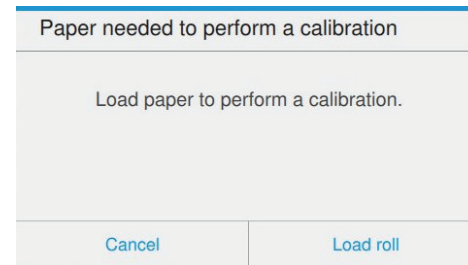 Paper needed to perform a calibration
Load paper to perform a calibration.
Cancel
Load roll